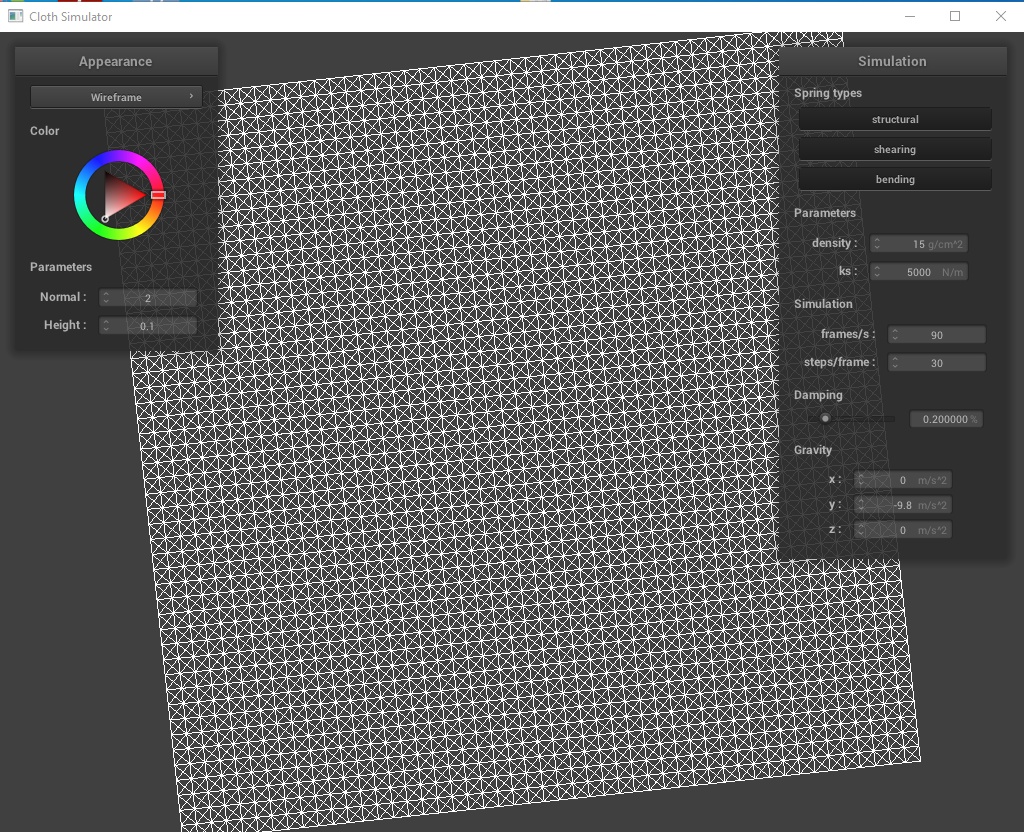 Cloth Simulator
Appearance
Wireframe
Color
Parameters
Normal : 2
Height : 0.1
Simulation
Spring types
structural
shearing
bending
Parameters
density : 15 g/cm^2
ks : 5000 N/m
Simulation
frames/s : 90
steps/frame : 30
Damping
0.200000 %
Gravity
x : 0 m/s^2
y : -9.8 m/s^2
z : 0 m/s^2